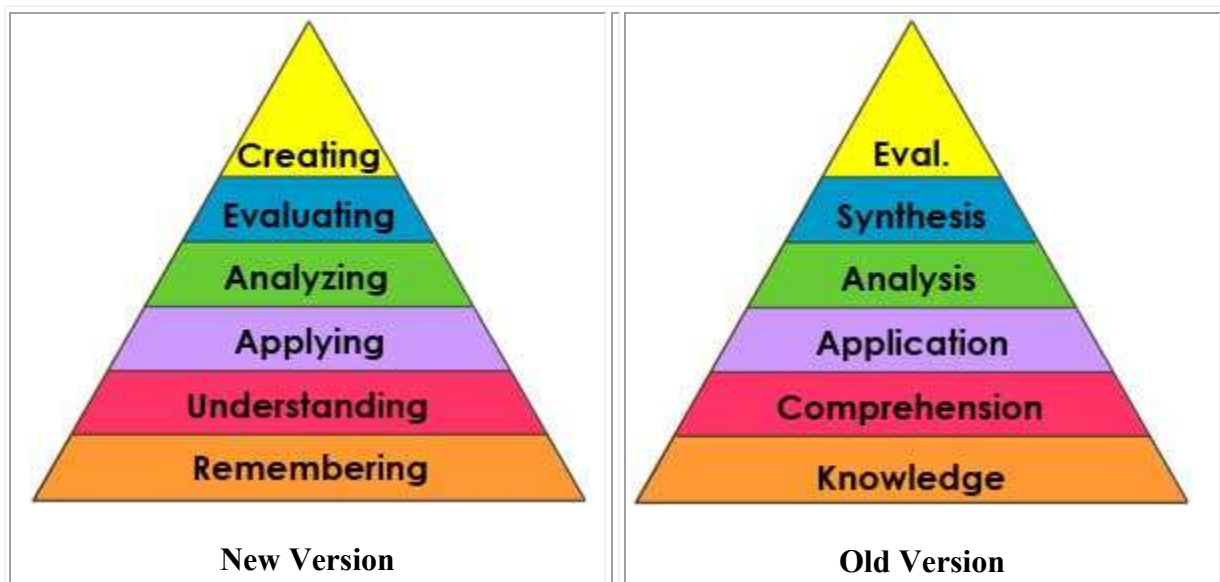 Creating
Evaluating
Analyzing
Applying
Understanding
Remembering
New Version
Eval.
Synthesis
Analysis
Application
Comprehension
Knowledge
Old Version